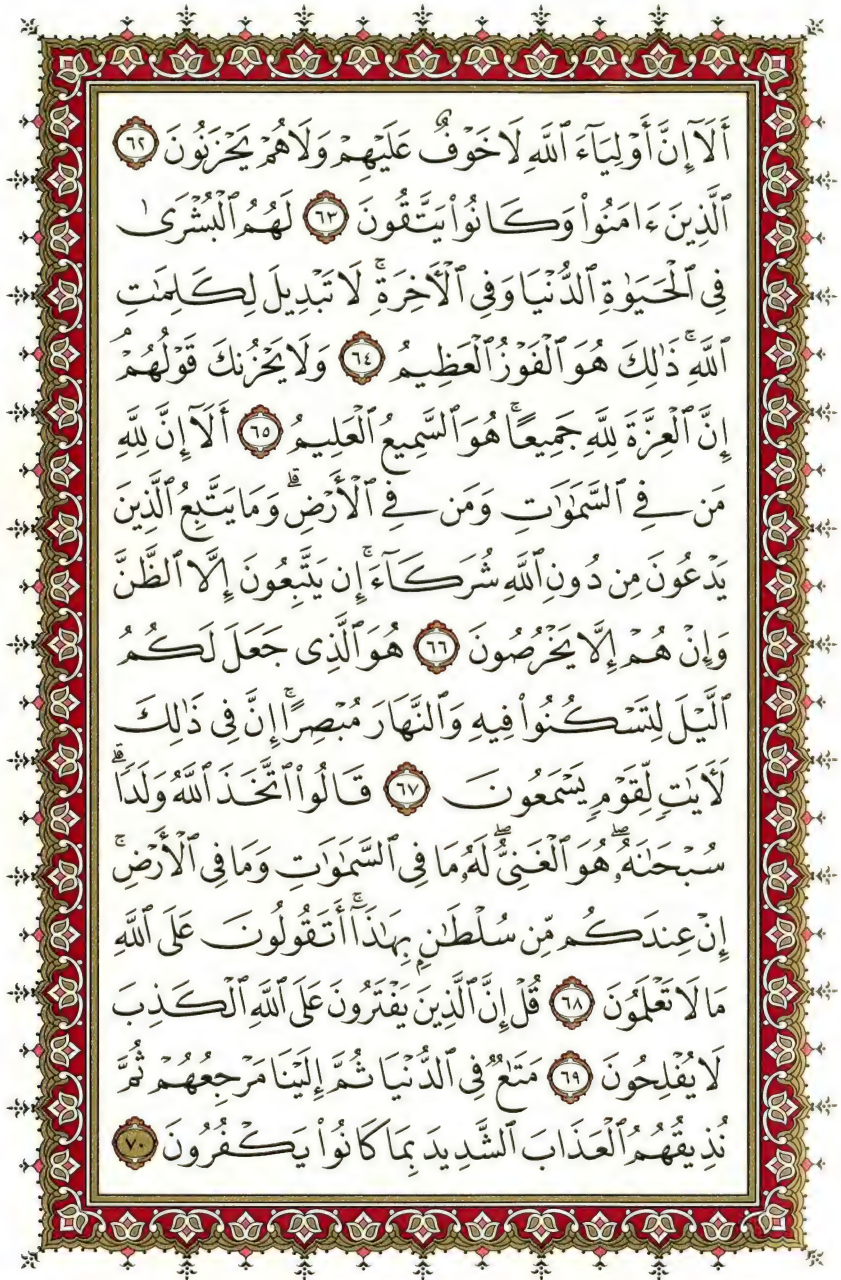 أَلَآ إِنَّ أَوْلِيَآءَ ٱللَّهِ لَا خَوْفٌ عَلَيْهِمْ وَلَا هُمْ يَحْزَنُونَ ٦٢
ٱلَّذِينَ ءَامَنُوا۟ وَكَانُوا۟ يَتَّقُونَ ٦٣ لَهُمُ ٱلْبُشْرَىٰ
فِى ٱلْحَيَوٰةِ ٱلدُّنْيَا وَفِى ٱلْأَخِرَةِ ۚ لَا تَبْدِيلَ لِكَلِمَٰتِ
ٱللَّهِ ۚ ذَٰلِكَ هُوَ ٱلْفَوْزُ ٱلْعَظِيمُ ٦٤ وَلَا يَحْزُنكَ قَوْلُهُمْ ۘ
إِنَّ ٱلْعِزَّةَ لِلَّهِ جَمِيعًا ۚ هُوَ ٱلسَّمِيعُ ٱلْعَلِيمُ ٦٥ أَلَآ إِنَّ لِلَّهِ
مَن فِى ٱلسَّمَٰوَٰتِ وَمَن فِى ٱلْأَرْضِ ۗ وَمَا يَتَّبِعُ ٱلَّذِينَ
يَدْعُونَ مِن دُونِ ٱللَّهِ شُرَكَآءَ ۚ إِن يَتَّبِعُونَ إِلَّا ٱلظَّنَّ
وَإِنْ هُمْ إِلَّا يَخْرُصُونَ ٦٦ هُوَ ٱلَّذِى جَعَلَ لَكُمُ
ٱلَّيْلَ لِتَسْكُنُوا۟ فِيهِ وَٱلنَّهَارَ مُبْصِرًا ۚ إِنَّ فِى ذَٰلِكَ
لَأَيَٰتٍ لِّقَوْمٍ يَسْمَعُونَ ٦٧ قَالُوا۟ ٱتَّخَذَ ٱللَّهُ وَلَدًا ۗ
سُبْحَٰنَهُۥ ۖ هُوَ ٱلْغَنِىُّ ۖ لَهُۥ مَا فِى ٱلسَّمَٰوَٰتِ وَمَا فِى ٱلْأَرْضِ ۚ
إِنْ عِندَكُم مِّن سُلْطَٰنٍۭ بِهَٰذَآ ۚ أَتَقُولُونَ عَلَى ٱللَّهِ
مَا لَا تَعْلَمُونَ ٦٨ قُلْ إِنَّ ٱلَّذِينَ يَفْتَرُونَ عَلَى ٱللَّهِ ٱلْكَذِبَ
لَا يُفْلِحُونَ ٦٩ مَتَٰعٌ فِى ٱلدُّنْيَا ثُمَّ إِلَيْنَا مَرْجِعُهُمْ ثُمَّ
نُذِيقُهُمُ ٱلْعَذَابَ ٱلشَّدِيدَ بِمَا كَانُوا۟ يَكْفُرُونَ ٧٠